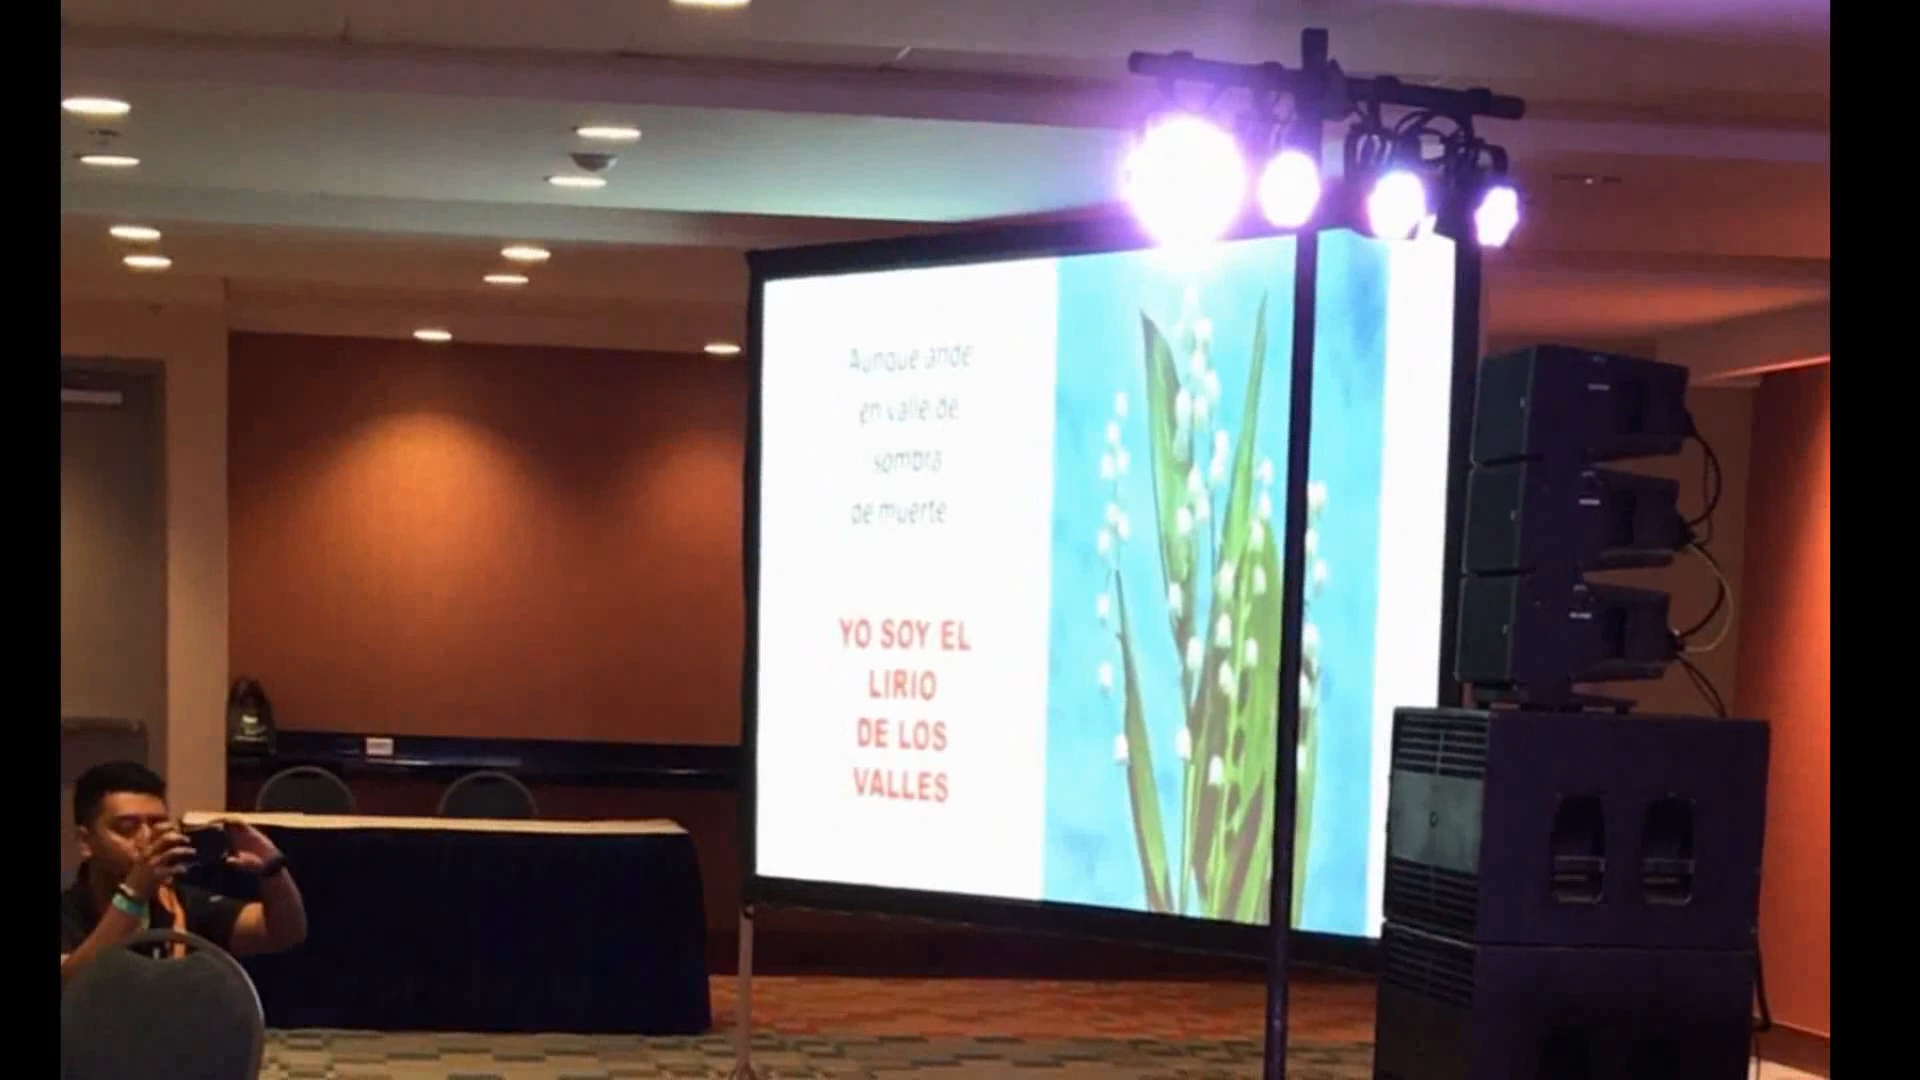 Aunque ande
en valle de
sombra
de muerte
YO SOY EL
LIRIO
DE LOS
VALLES